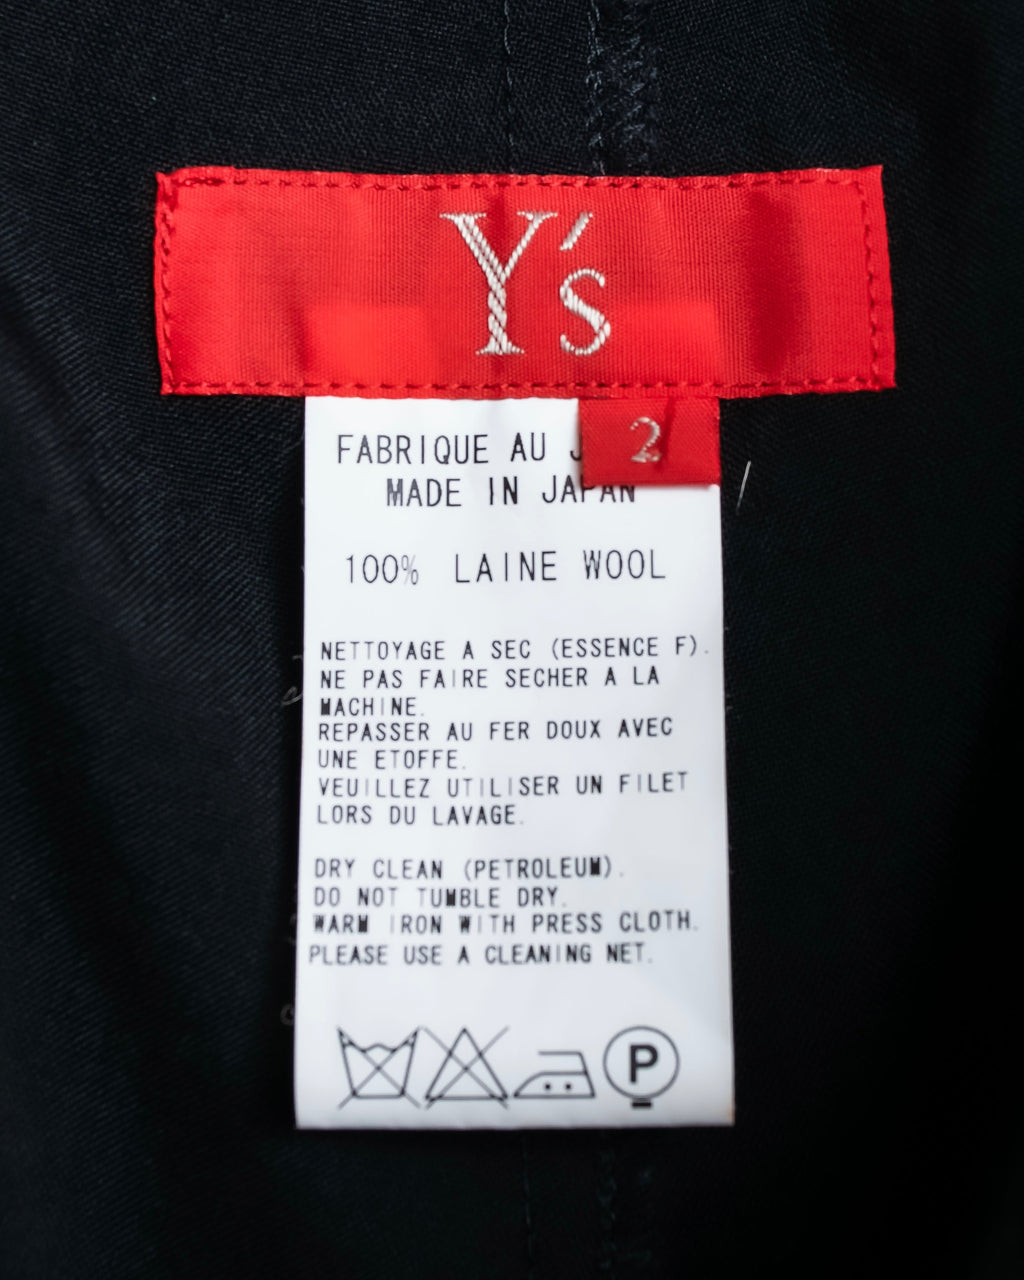 Y's
2
FABRIQUE AU
MADE IN JAPAN
100% LAINE WOOL
NETTOYAGE A SEC (ESSENCE F).
NE PAS FAIRE SECHER A LA
MACHINE.
REPASSER AU FER DOUX AVEC
UNE ETOFFE.
VEUILLEZ UTILISER UN FILET
LORS DU LAVAGE.
DRY CLEAN (PETROLEUM).
DO NOT TUMBLE DRY.
WARM IRON WITH PRESS CLOTH.
PLEASE USE A CLEANING NET.
P